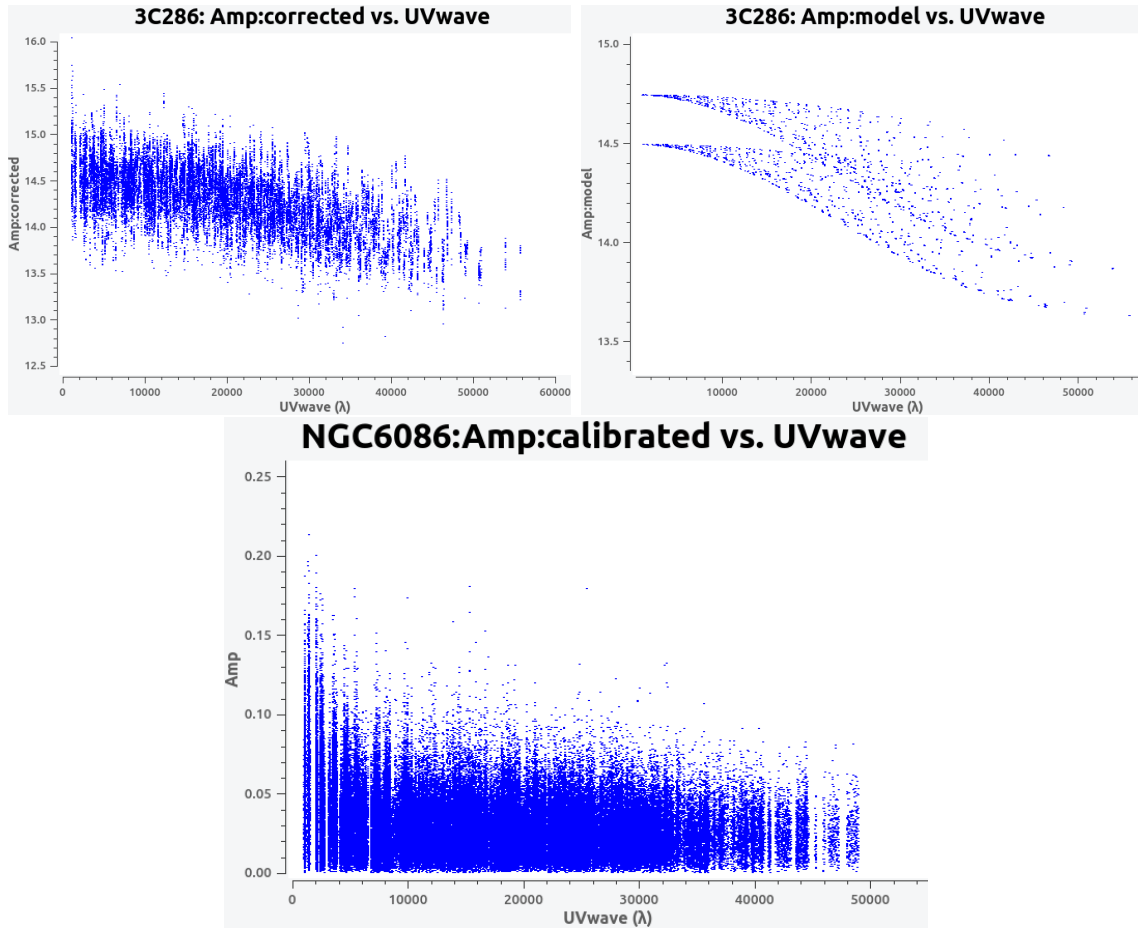 3C286: Amp:corrected vs. UVwave
16.0
15.5
15.0
14.5
14.0
13.5
13.0
12.5
Amp:corrected
0 10000 20000 30000 40000 50000 60000
UVwave (λ)
3C286: Amp:model vs. UVwave
15.0
14.5
14.0
13.5
Amp:model
10000 20000 30000 40000 50000
UVwave (λ)
NGC6086:Amp:calibrated vs. UVwave
0.25
0.20
0.15
0.10
0.05
0.00
Amp
0 10000 20000 30000 40000 50000
UVwave (λ)